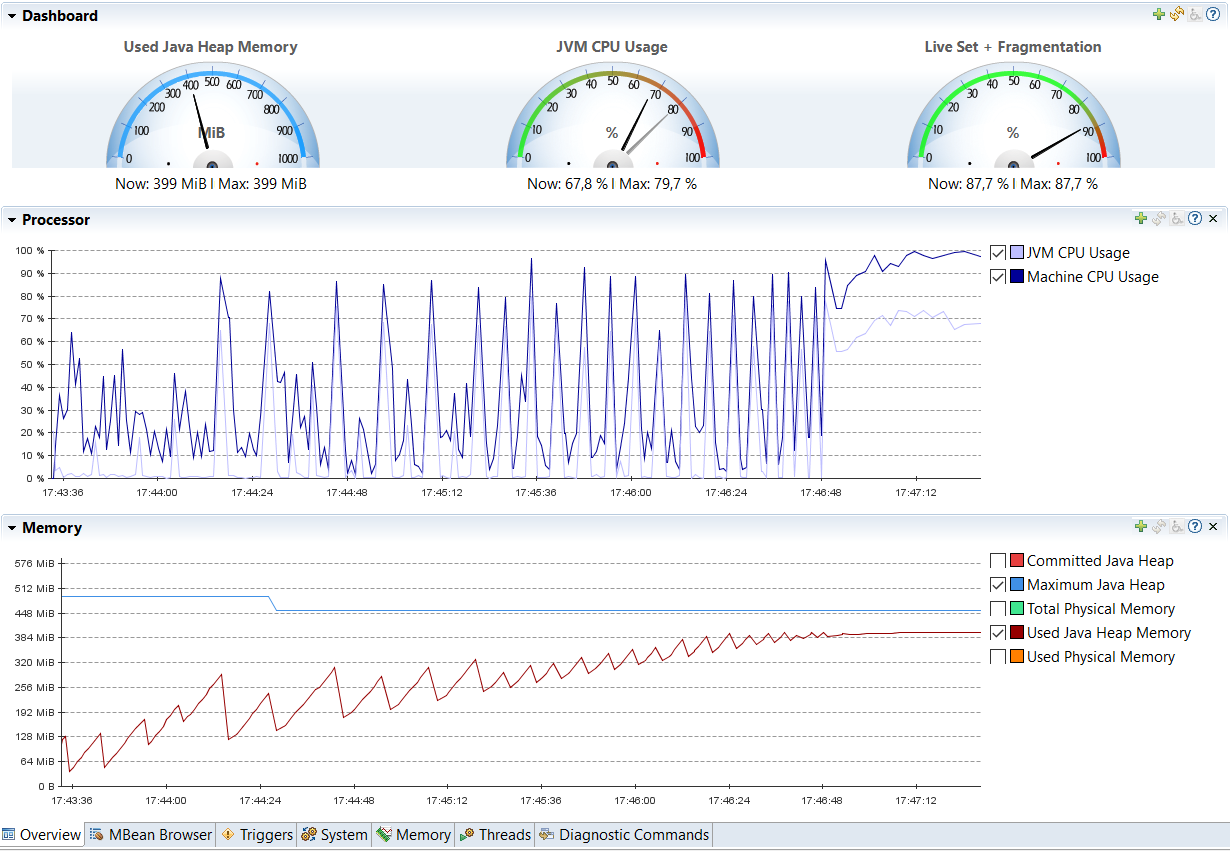 Dashboard
Used Java Heap Memory JVM CPU Usage Live Set + Fragmentation
0 100 200 300 400 500 600 700 800 900 1000
MiB
0 10 20 30 40 50 60 70 80 90 100
%
0 10 20 30 40 50 60 70 80 90 100
%
Now: 399 MiB I Max: 399 MiB Now: 67,8 % I Max: 79,7 % Now: 87,7 % I Max: 87,7 %
Processor
100 %
90 %
80 %
70 %
60 %
50 %
40 %
30 %
20 %
10 %
0 %
17:43:36 17:44:00 17:44:24 17:44:48 17:45:12 17:45:36 17:46:00 17:46:24 17:46:48 17:47:12
JVM CPU Usage
Machine CPU Usage
Memory
576 MiB
512 MiB
448 MiB
384 MiB
320 MiB
256 MiB
192 MiB
128 MiB
64 MiB
0 B
17:43:36 17:44:00 17:44:24 17:44:48 17:45:12 17:45:36 17:46:00 17:46:24 17:46:48 17:47:12
Committed Java Heap
Maximum Java Heap
Total Physical Memory
Used Java Heap Memory
Used Physical Memory
Overview MBean Browser Triggers System Memory Threads Diagnostic Commands